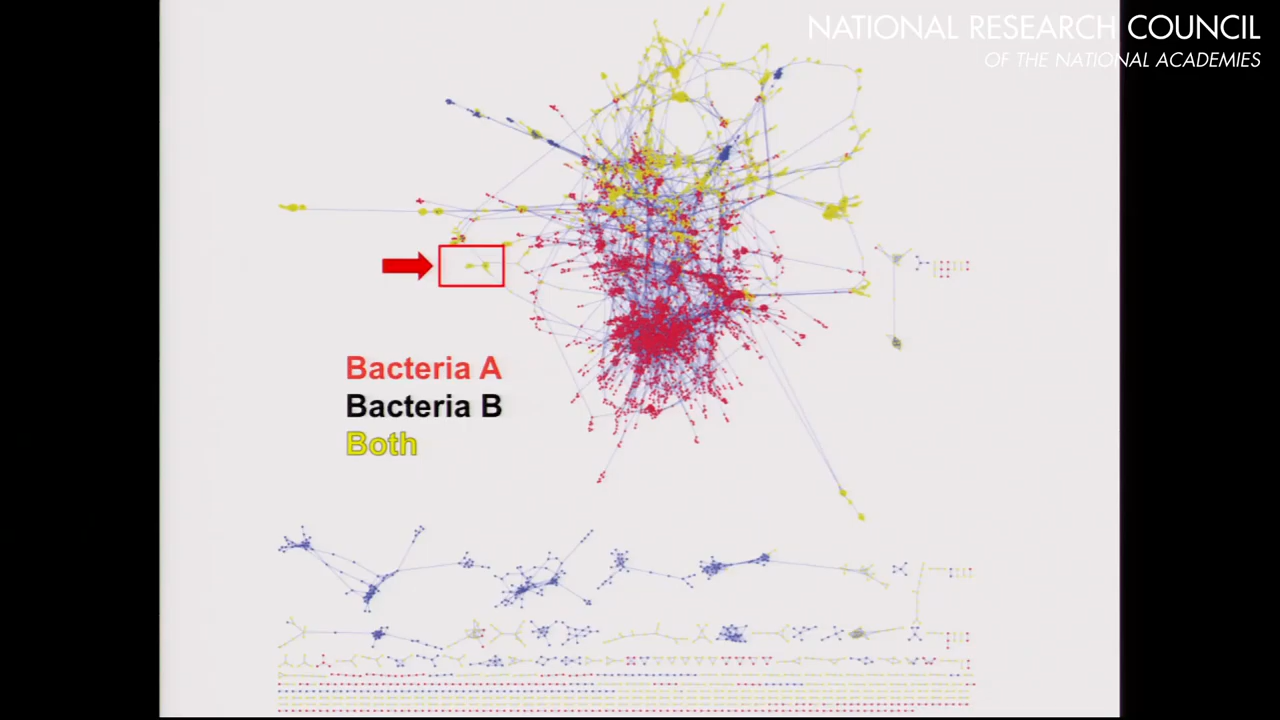 NATIONAL RESEARCH COUNCIL
OF THE NATIONAL ACADEMIES
Bacteria A
Bacteria B
Both